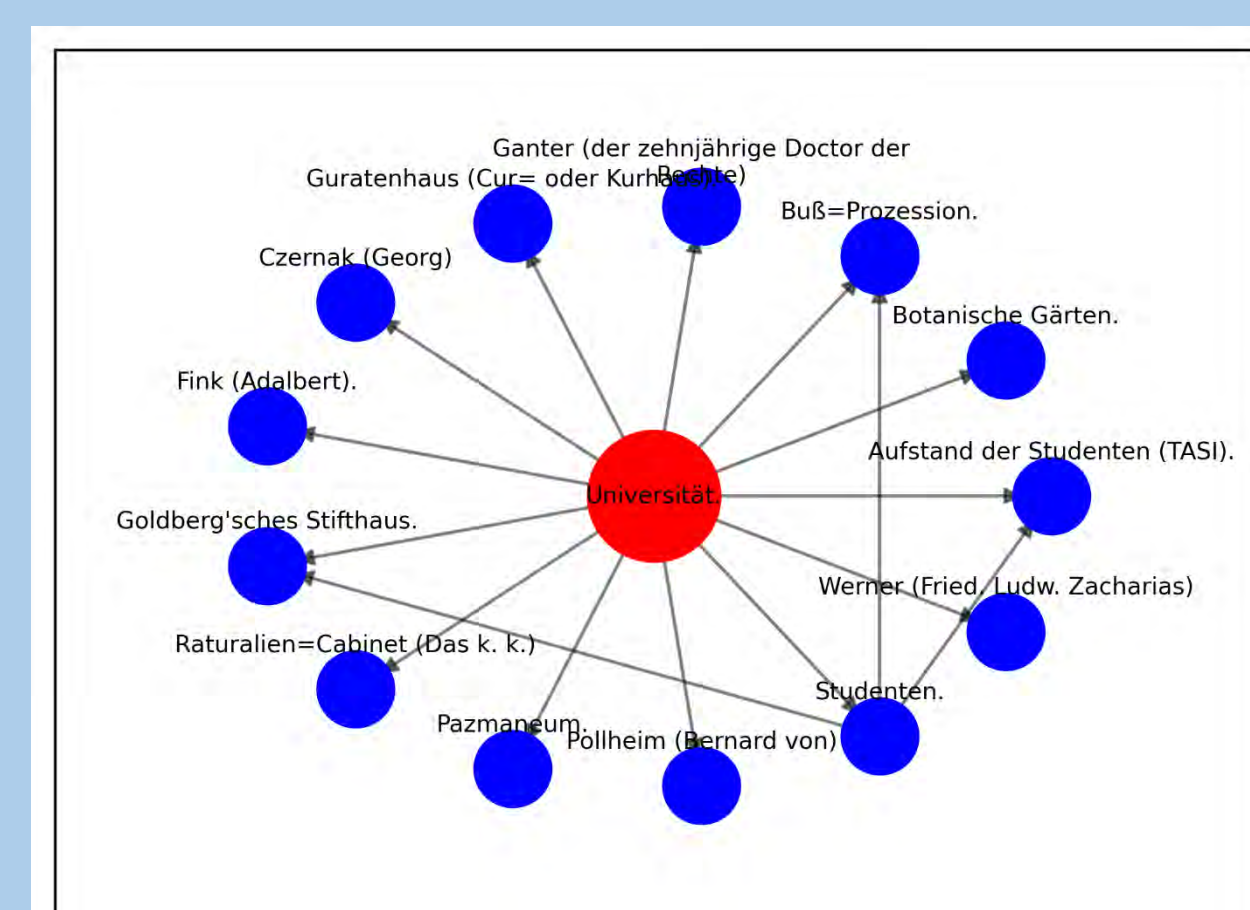 Ganter (der zehnjährige Doctor der
Rechte)
Guratenhaus (Cur= oder Kurhaus).
Buß=Prozession.
Czernak (Georg)
Botanische Gärten.
Fink (Adalbert).
Aufstand der Studenten (TASI).
Universität.
Goldberg'sches Stifthaus.
Werner (Fried. Ludw. Zacharias)
Raturalien=Cabinet (Das k. k.)
Studenten.
Pazmaneum.
Pollheim (Bernard von)